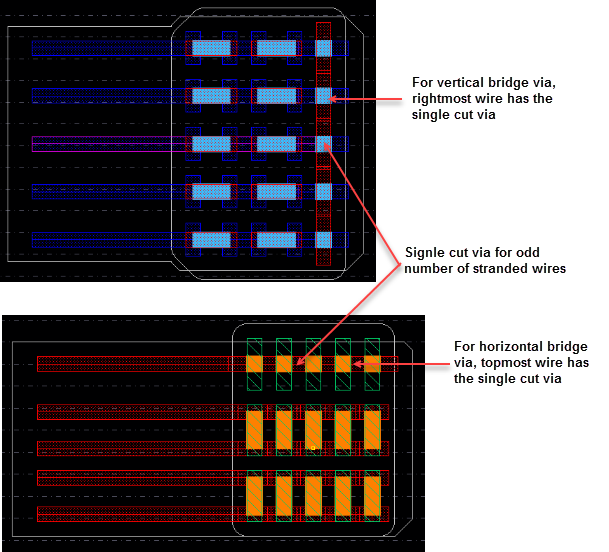 For vertical bridge via,
rightmost wire has the
single cut via
Signle cut via for odd
number of stranded wires
For horizontal bridge
via, topmost wire has
the single cut via